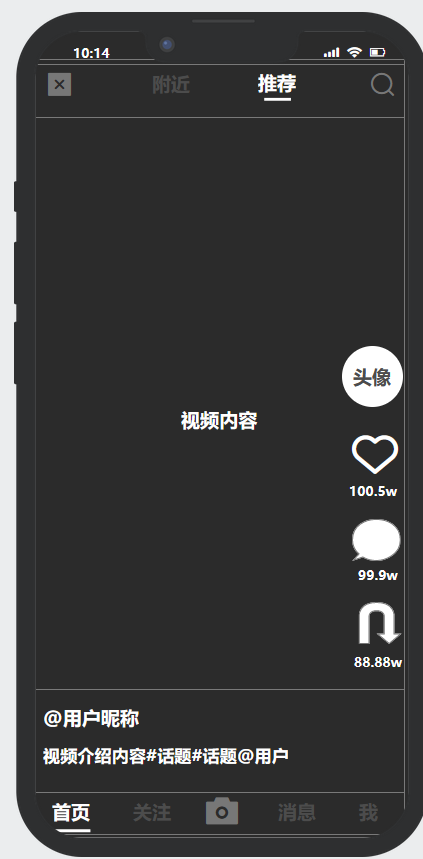 10:14
附近 推荐
头像
视频内容
100.5w
99.9w
88.88w
@用户昵称
视频介绍内容#话题#话题@用户
首页 关注 消息 我